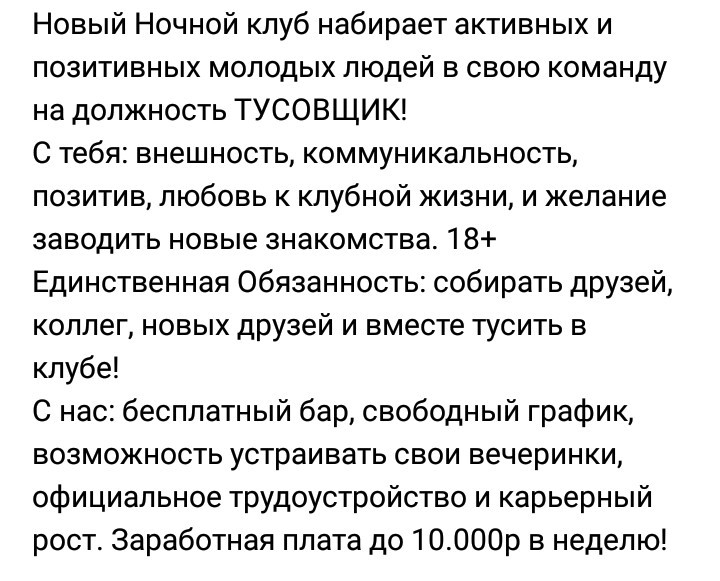 Новый Ночной клуб набирает активных и
позитивных молодых людей в свою команду
на должность ТУСОВЩИК!
С тебя: внешность, коммуникальность,
позитив, любовь к клубной жизни, и желание
заводить новые знакомства. 18+
Единственная Обязанность: собирать друзей,
коллег, новых друзей и вместе тусить в
клубе!
С нас: бесплатный бар, свободный график,
возможность устраивать свои вечеринки,
официальное трудоустройство и карьерный
рост. Заработная плата до 10.000р в неделю!